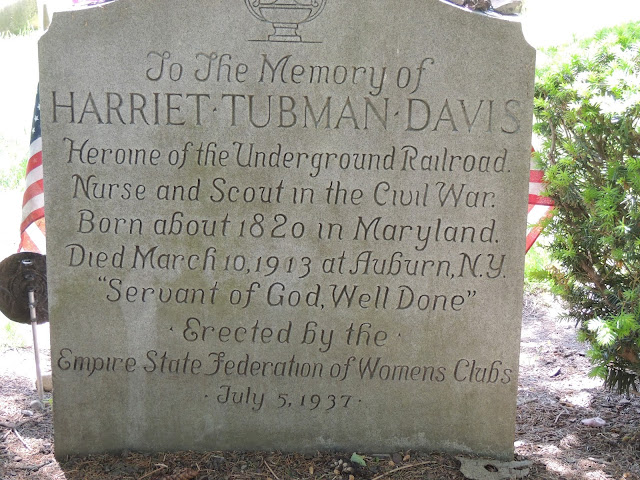 To The Memory of
HARRIET·TUBMAN·DAVIS
Heroine of the Underground Railroad.
Nurse and Scout in the Civil War.
Born about 1820 in Maryland.
Died March 10, 1913 at Auburn, N.Y.
"Servant of God, Well Done"
· Erected by the ·
Empire State Federation of Womens Clubs
· July 5, 1937 ·